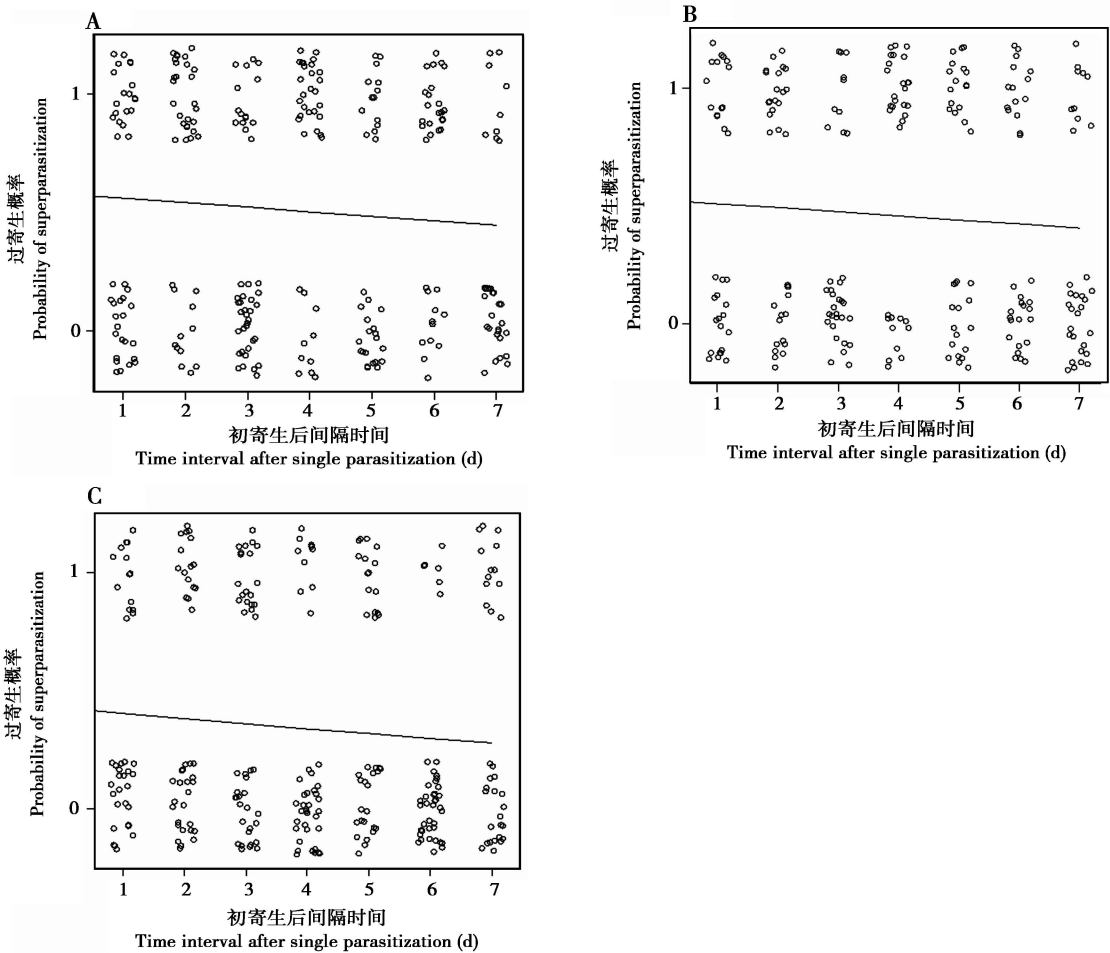 A
过寄生概率
Probability of superparasitization
1
0
1 2 3 4 5 6 7
初寄生后间隔时间
Time interval after single parasitization (d)
B
过寄生概率
Probability of superparasitization
1
0
1 2 3 4 5 6 7
初寄生后间隔时间
Time interval after single parasitization (d)
C
过寄生概率
Probability of superparasitization
1
0
1 2 3 4 5 6 7
初寄生后间隔时间
Time interval after single parasitization (d)